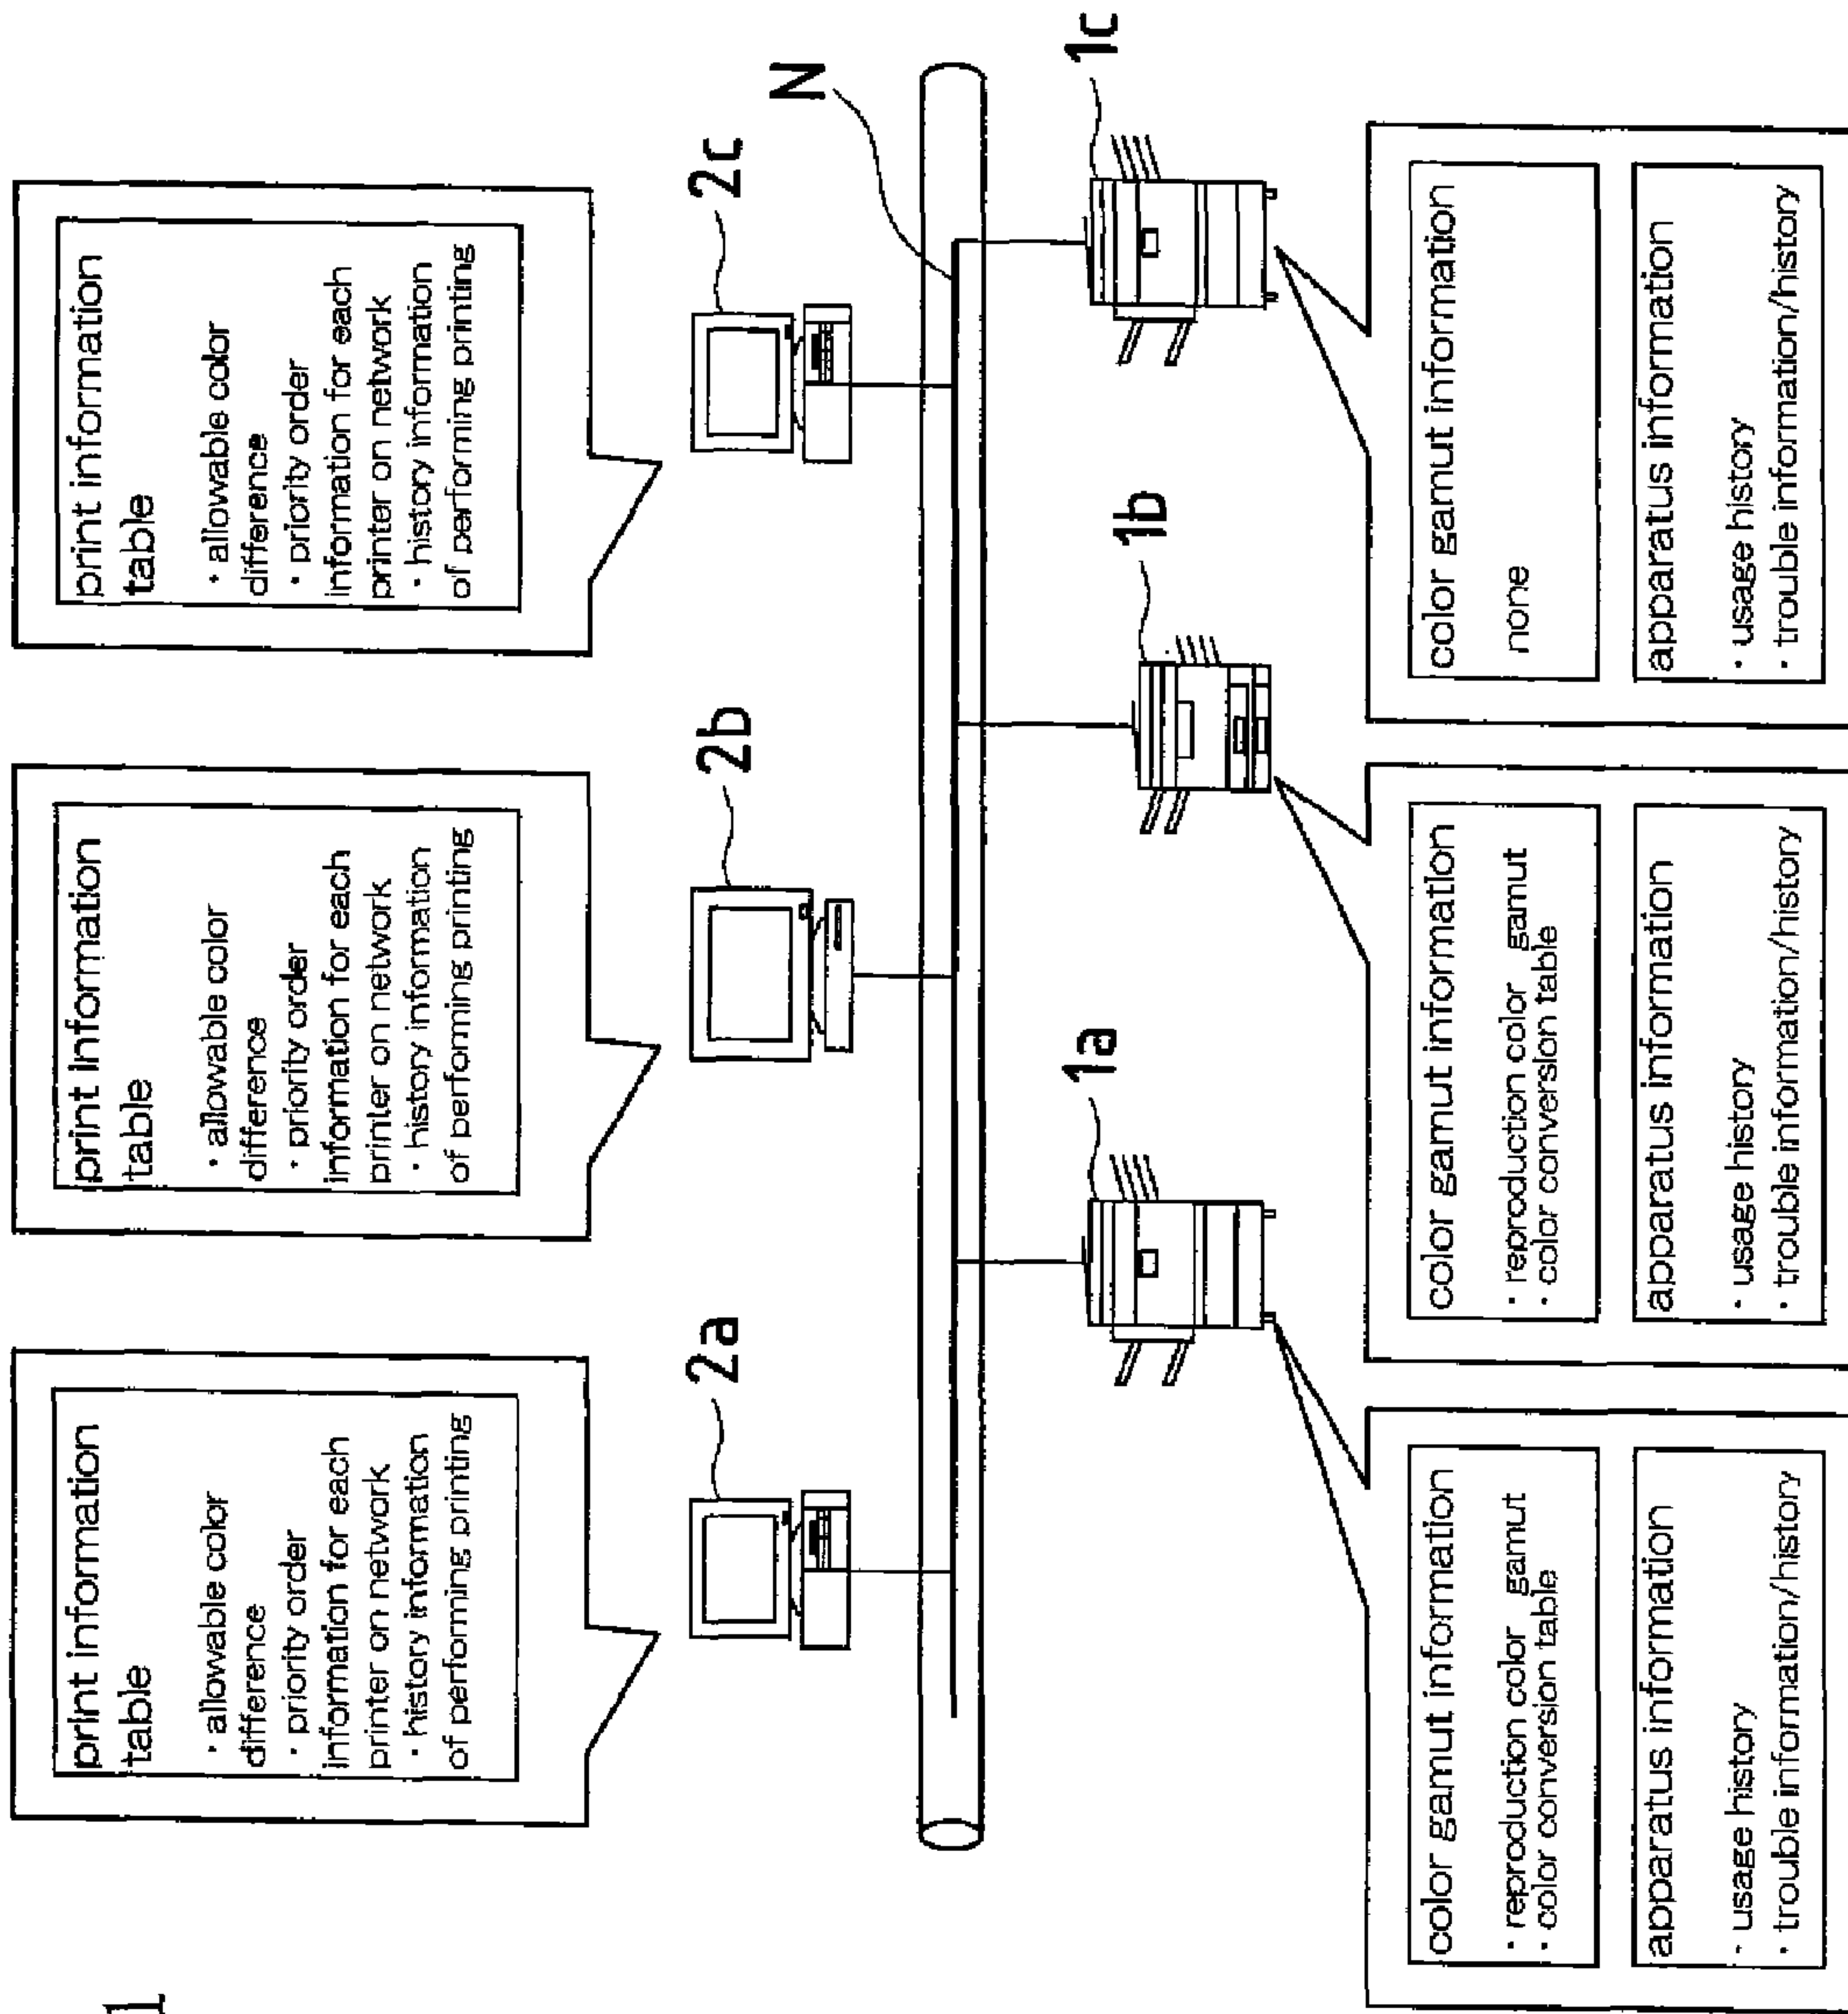 1
print information
table
· allowable color
difference
· priority order
information for each
printer on network
· history information
of performing printing
print information
table
· allowable color
difference
· priority order
information for each
printer on network
· history information
of performing printing
print information
table
· allowable color
difference
· priority order
information for each
printer on network
· history information
of performing printing
2a
2b
2c
N
1a
1b
1c
color gamut information
· reproduction color gamut
· color conversion table
apparatus information
· usage history
· trouble information/history
color gamut information
· reproduction color gamut
· color conversion table
apparatus information
· usage history
· trouble information/history
color gamut information
none
apparatus information
· usage history
· trouble information/history